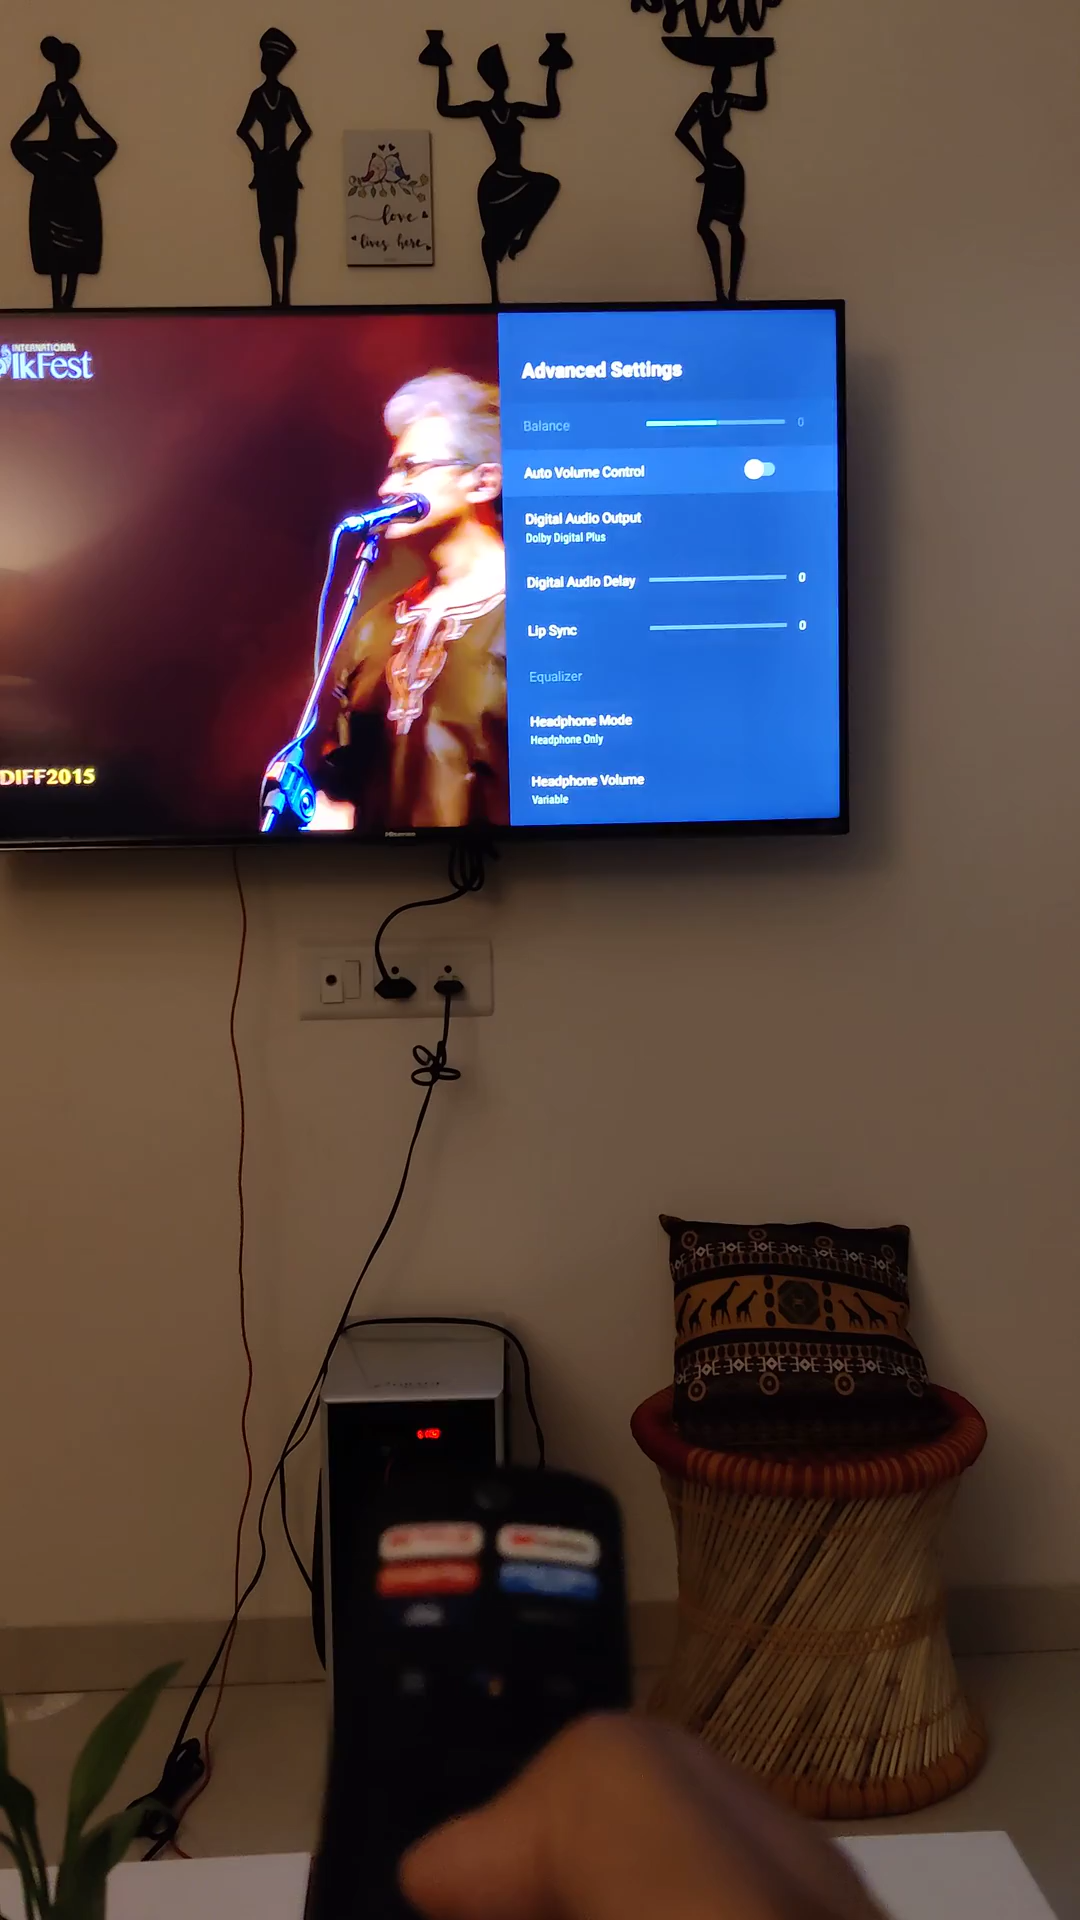 love
lives here
INTERNATIONAL
lkFest
DIFF2015
Advanced Settings
Balance 0
Auto Volume Control
Digital Audio Output
Dolby Digital Plus
Digital Audio Delay 0
Lip Sync 0
Equalizer
Headphone Mode
Headphone Only
Headphone Volume
Variable
Hisense